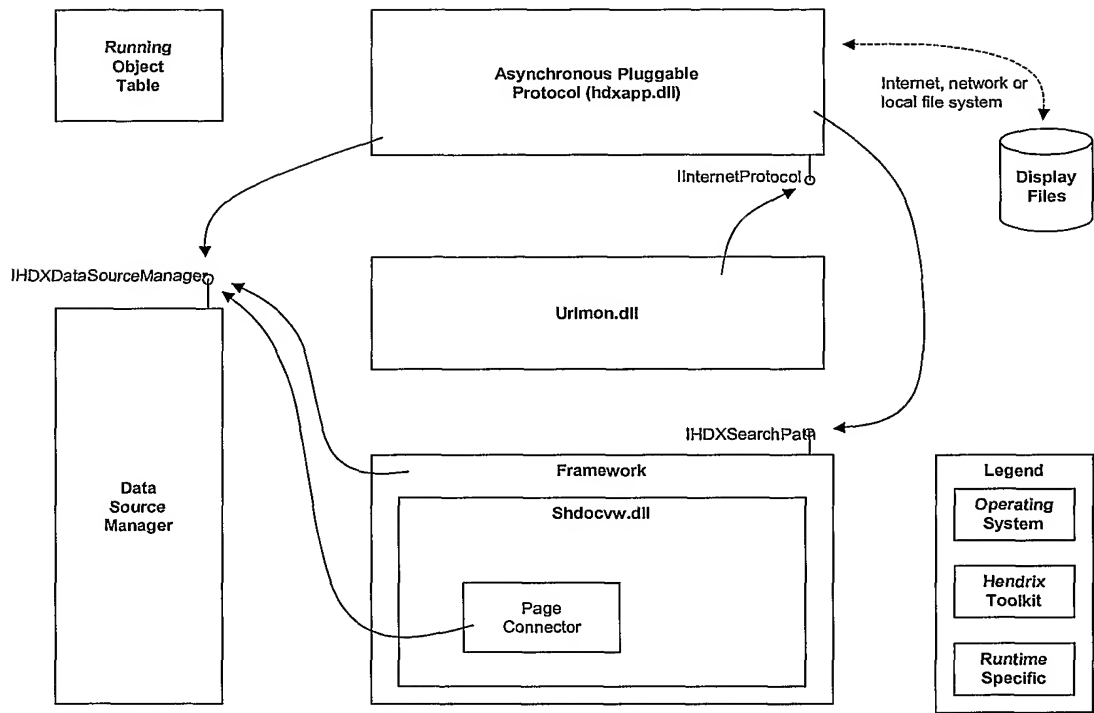 Running
Object
Table
Asynchronous Pluggable
Protocol (hdxapp.dll)
Internet, network or
local file system
Display
Files
IInternetProtocol
IHDXDataSourceManager
Urlmon.dll
IHDXSearchPath
Data
Source
Manager
Framework
Shdocvw.dll
Page
Connector
Legend
Operating
System
Hendrix
Toolkit
Runtime
Specific